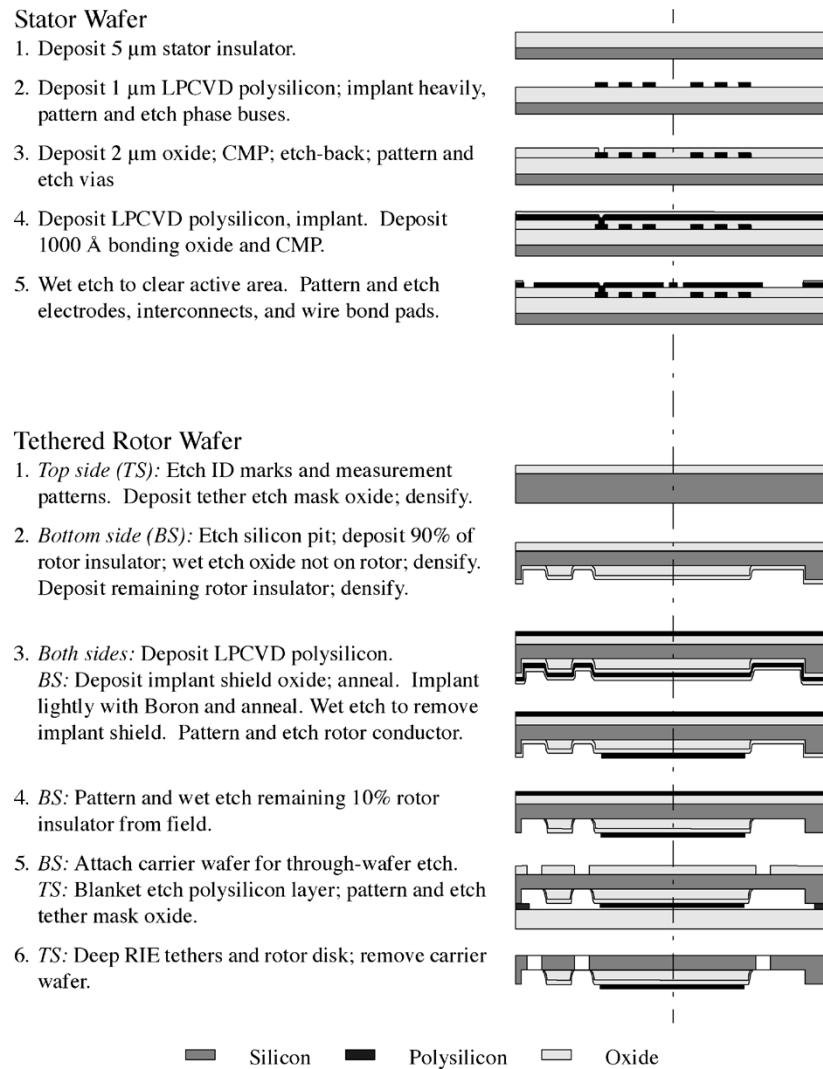 Stator Wafer
1. Deposit 5 µm stator insulator.
2. Deposit 1 µm LPCVD polysilicon; implant heavily,
pattern and etch phase buses.
3. Deposit 2 µm oxide; CMP; etch-back; pattern and
etch vias
4. Deposit LPCVD polysilicon, implant. Deposit
1000 Å bonding oxide and CMP.
5. Wet etch to clear active area. Pattern and etch
electrodes, interconnects, and wire bond pads.
Tethered Rotor Wafer
1. Top side (TS): Etch ID marks and measurement
patterns. Deposit tether etch mask oxide; densify.
2. Bottom side (BS): Etch silicon pit; deposit 90% of
rotor insulator; wet etch oxide not on rotor; densify.
Deposit remaining rotor insulator; densify.
3. Both sides: Deposit LPCVD polysilicon.
BS: Deposit implant shield oxide; anneal. Implant
lightly with Boron and anneal. Wet etch to remove
implant shield. Pattern and etch rotor conductor.
4. BS: Pattern and wet etch remaining 10% rotor
insulator from field.
5. BS: Attach carrier wafer for through-wafer etch.
TS: Blanket etch polysilicon layer; pattern and etch
tether mask oxide.
6. TS: Deep RIE tethers and rotor disk; remove carrier
wafer.
Silicon Polysilicon Oxide